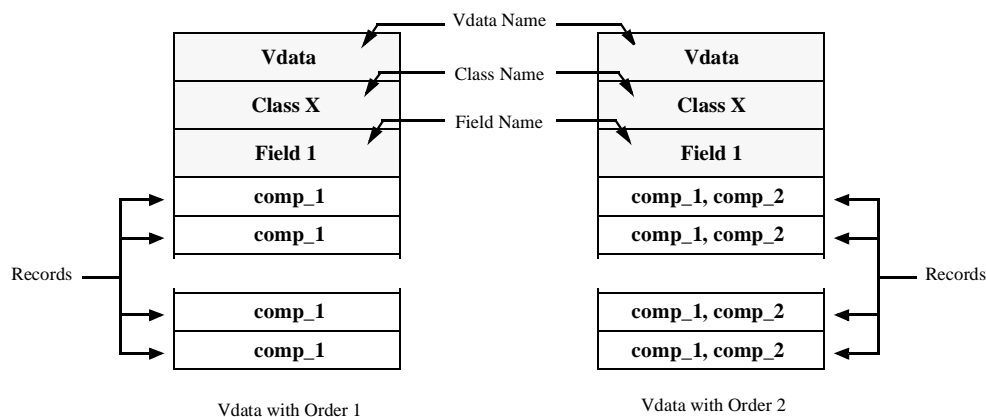 Vdata Name
Vdata
Vdata
Class Name
Class X
Class X
Field Name
Field 1
Field 1
comp_1
comp_1, comp_2
comp_1
comp_1, comp_2
Records
Records
comp_1
comp_1, comp_2
comp_1
comp_1, comp_2
Vdata with Order 1
Vdata with Order 2